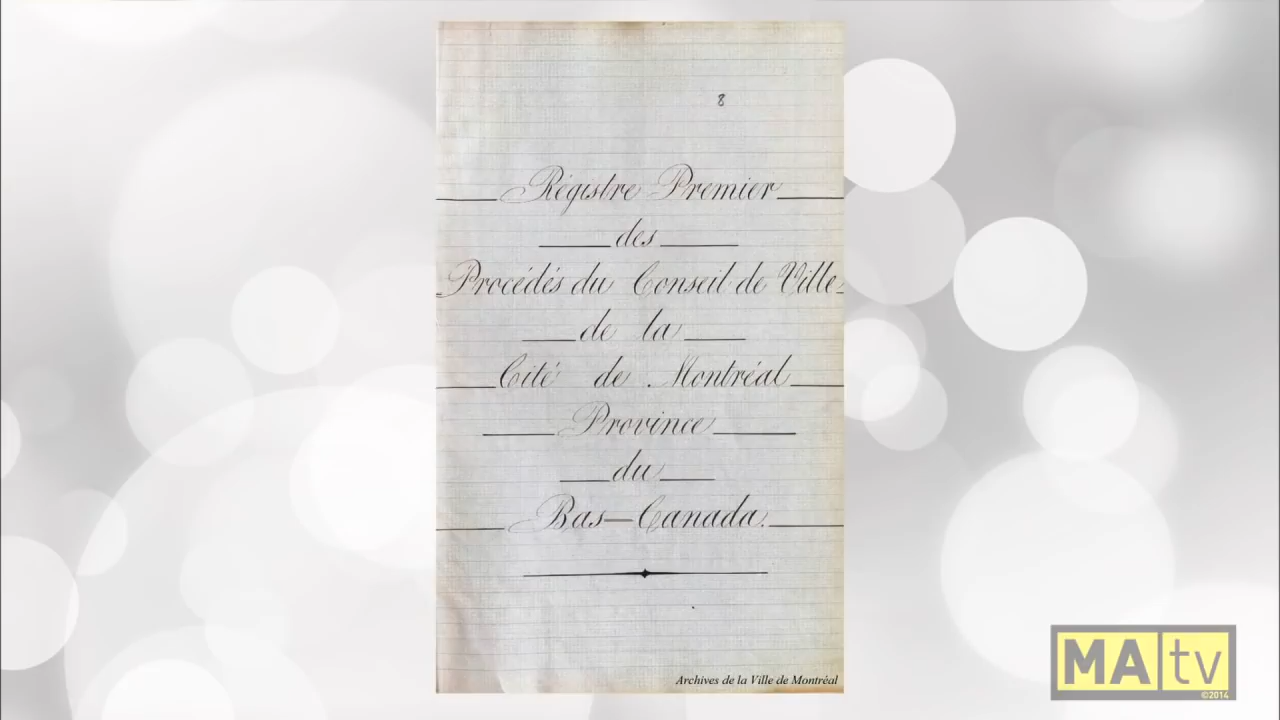 8
Régistre Premier
des
Procédés du Conseil de Ville
de la
Cité de Montréal
Province
du
Bas-Canada.
Archives de la Ville de Montréal
MAtv
©2014